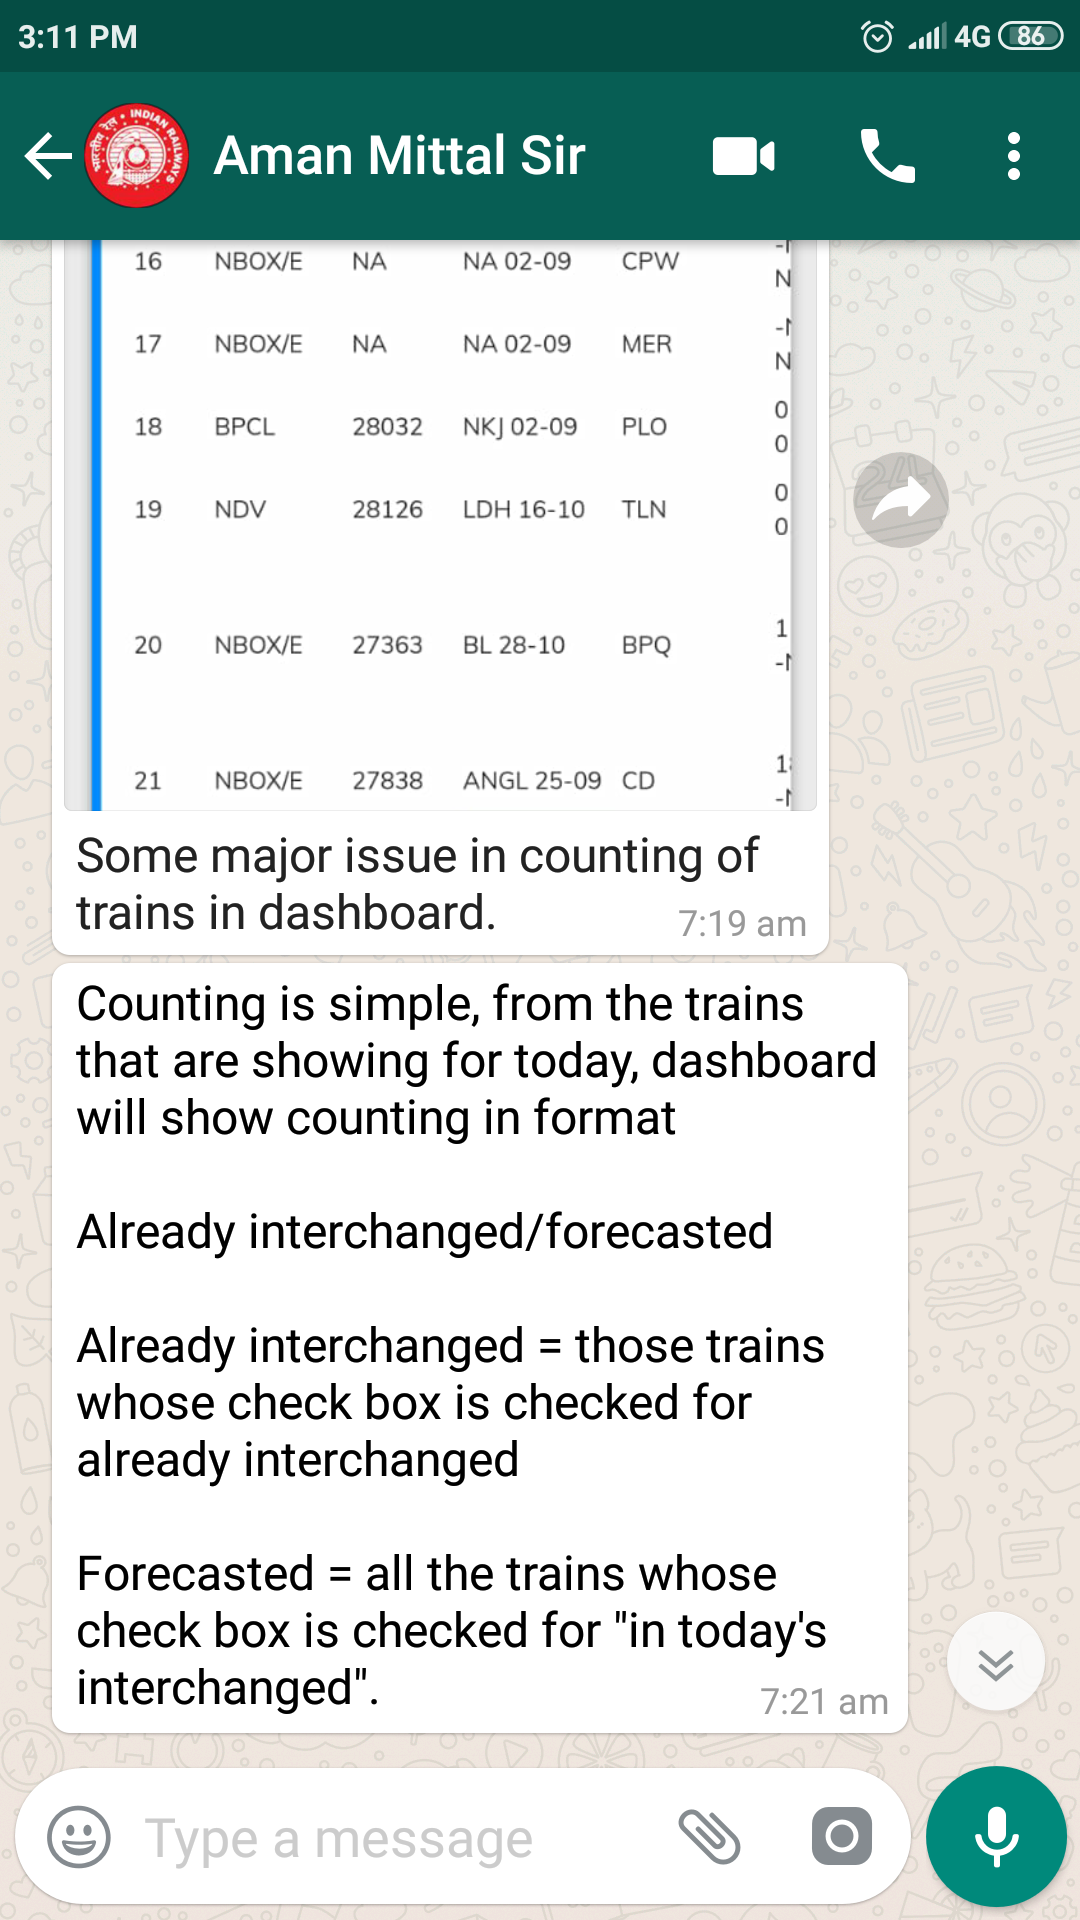 3:11 PM 4G 86
INDIAN RAILWAYS
Aman Mittal Sir
16 NBOX/E NA NA 02-09 CPW
17 NBOX/E NA NA 02-09 MER
18 BPCL 28032 NKJ 02-09 PLO 0
0
19 NDV 28126 LDH 16-10 TLN 0
0
20 NBOX/E 27363 BL 28-10 BPQ 1
21 NBOX/E 27838 ANGL 25-09 CD
Some major issue in counting of
trains in dashboard.
7:19 am
Counting is simple, from the trains
that are showing for today, dashboard
will show counting in format
Already interchanged/forecasted
Already interchanged = those trains
whose check box is checked for
already interchanged
Forecasted = all the trains whose
check box is checked for "in today's
interchanged".
7:21 am
Type a message